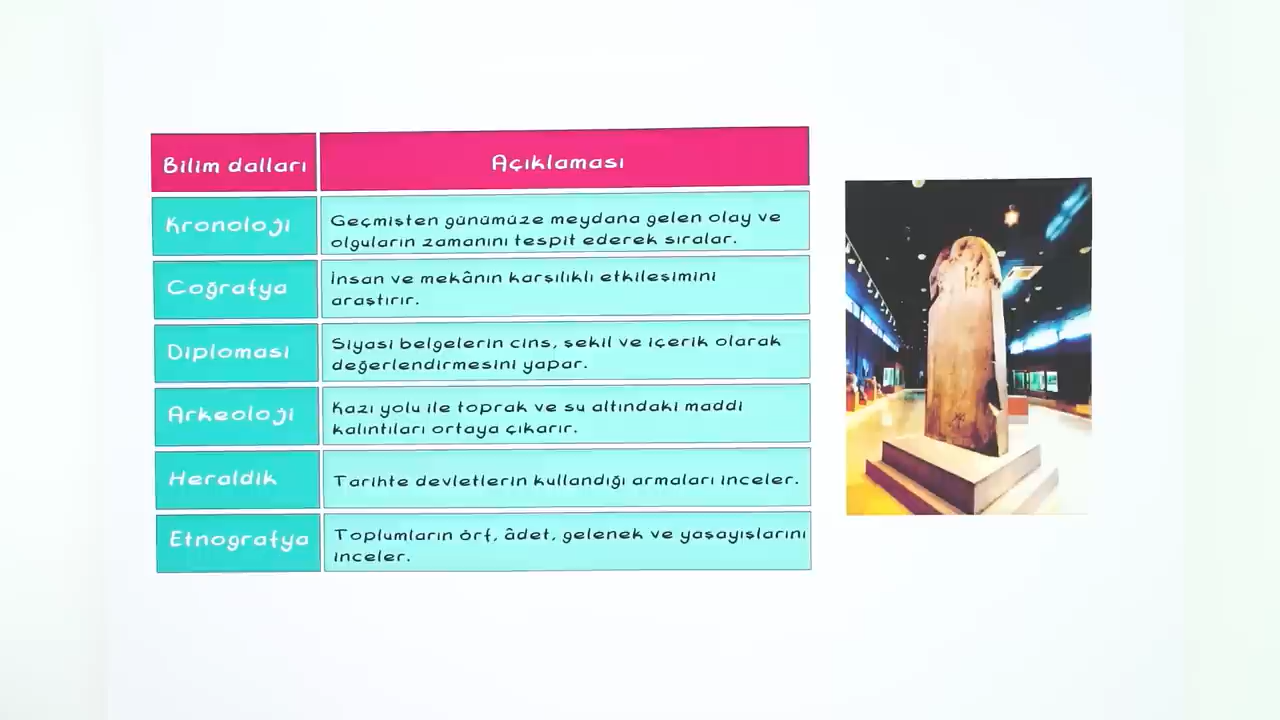 Bilim dalları
Açıklaması
Kronoloji
Geçmişten günümüze meydana gelen olay ve
olguların zamanını tespit ederek sıralar.
Coğrafya
İnsan ve mekânın karşılıklı etkileşimini
araştırır.
Diplomasi
Siyasi belgelerin cins, şekil ve içerik olarak
değerlendirmesini yapar.
Arkeoloji
Kazı yolu ile toprak ve su altındaki maddi
kalıntıları ortaya çıkarır.
Heraldik
Tarihte devletlerin kullandığı armaları inceler.
Etnografya
Toplumların örf, âdet, gelenek ve yaşayışlarını
inceler.